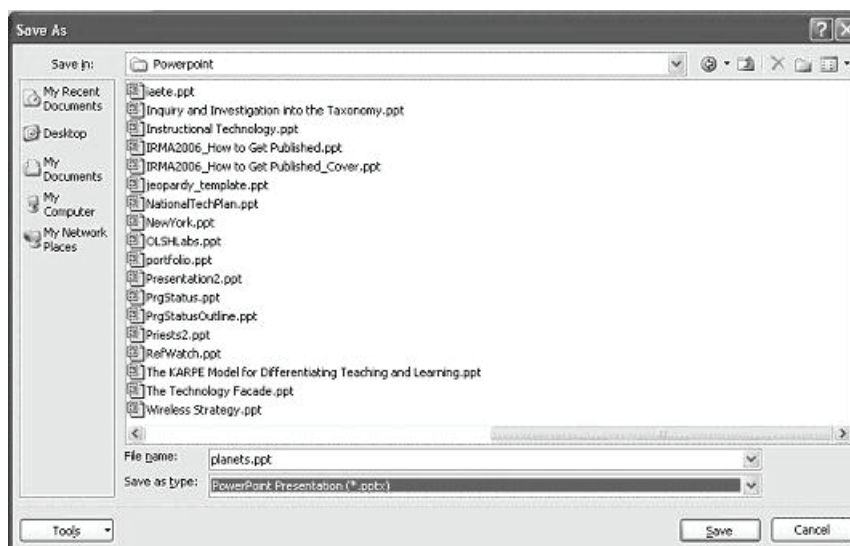 Save As
Save in:
Powerpoint
My Recent
Documents
Desktop
My
Documents
My
Computer
My Network
Places
iaete.ppt
Inquiry and Investigation into the Taxonomy.ppt
Instructional Technology.ppt
IRMA2006_How to Get Published.ppt
IRMA2006_How to Get Published_Cover.ppt
jeopardy_template.ppt
NationalTechPlan.ppt
NewYork.ppt
OLSHLabs.ppt
portfolio.ppt
Presentation2.ppt
PrgStatus.ppt
PrgStatusOutline.ppt
Priests2.ppt
RefWatch.ppt
The KARPE Model for Differentiating Teaching and Learning.ppt
The Technology Facade.ppt
Wireless Strategy.ppt
File name:
planets.ppt
Save as type:
PowerPoint Presentation (*.pptx)
Tools
Save
Cancel